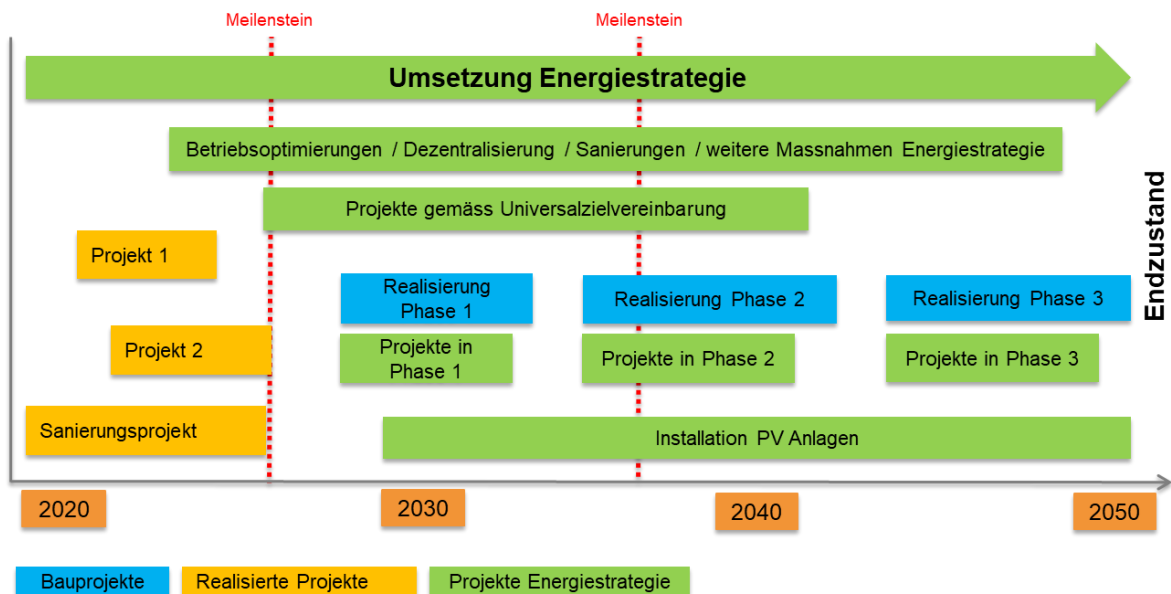 Meilenstein
Meilenstein
Umsetzung Energiestrategie
Betriebsoptimierungen / Dezentralisierung / Sanierungen / weitere Massnahmen Energiestrategie
Projekte gemäss Universalzielvereinbarung
Projekt 1
Realisierung
Phase 1
Realisierung Phase 2
Realisierung Phase 3
Projekt 2
Projekte in
Phase 1
Projekte in Phase 2
Projekte in Phase 3
Sanierungsprojekt
Installation PV Anlagen
Endzustand
2020
2030
2040
2050
Bauprojekte
Realisierte Projekte
Projekte Energiestrategie